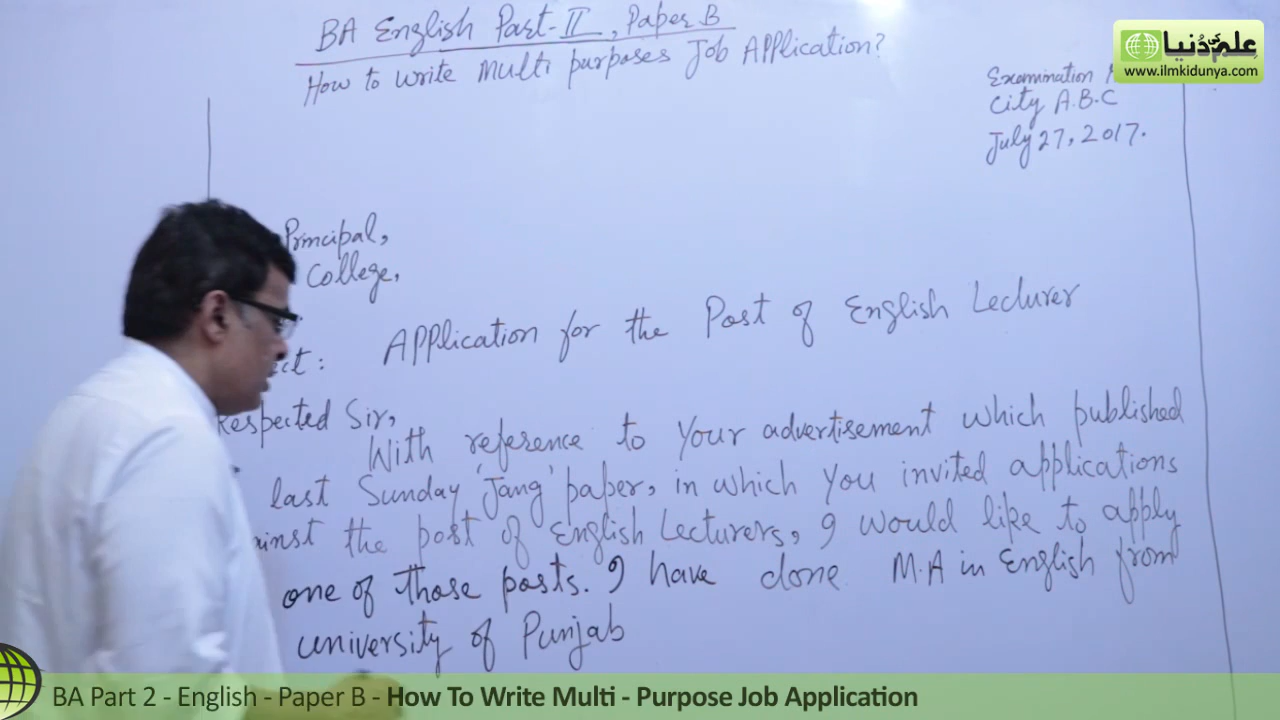 BA English Part-II, Paper B
How to write Multi purposes Job Application?
علم کی دُنیا
www.ilmkidunya.com
Examination
City A.B.C
July 27, 2017.
Principal,
College,
Application for the Post of English Lecturer
Respected Sir,
With reference to your advertisement which published
last Sunday 'Jang' paper, in which you invited applications
the post of English Lecturers, I would like to apply
one of those posts. I have done M.A in English from
university of Punjab
BA Part 2 - English - Paper B - How To Write Multi - Purpose Job Application